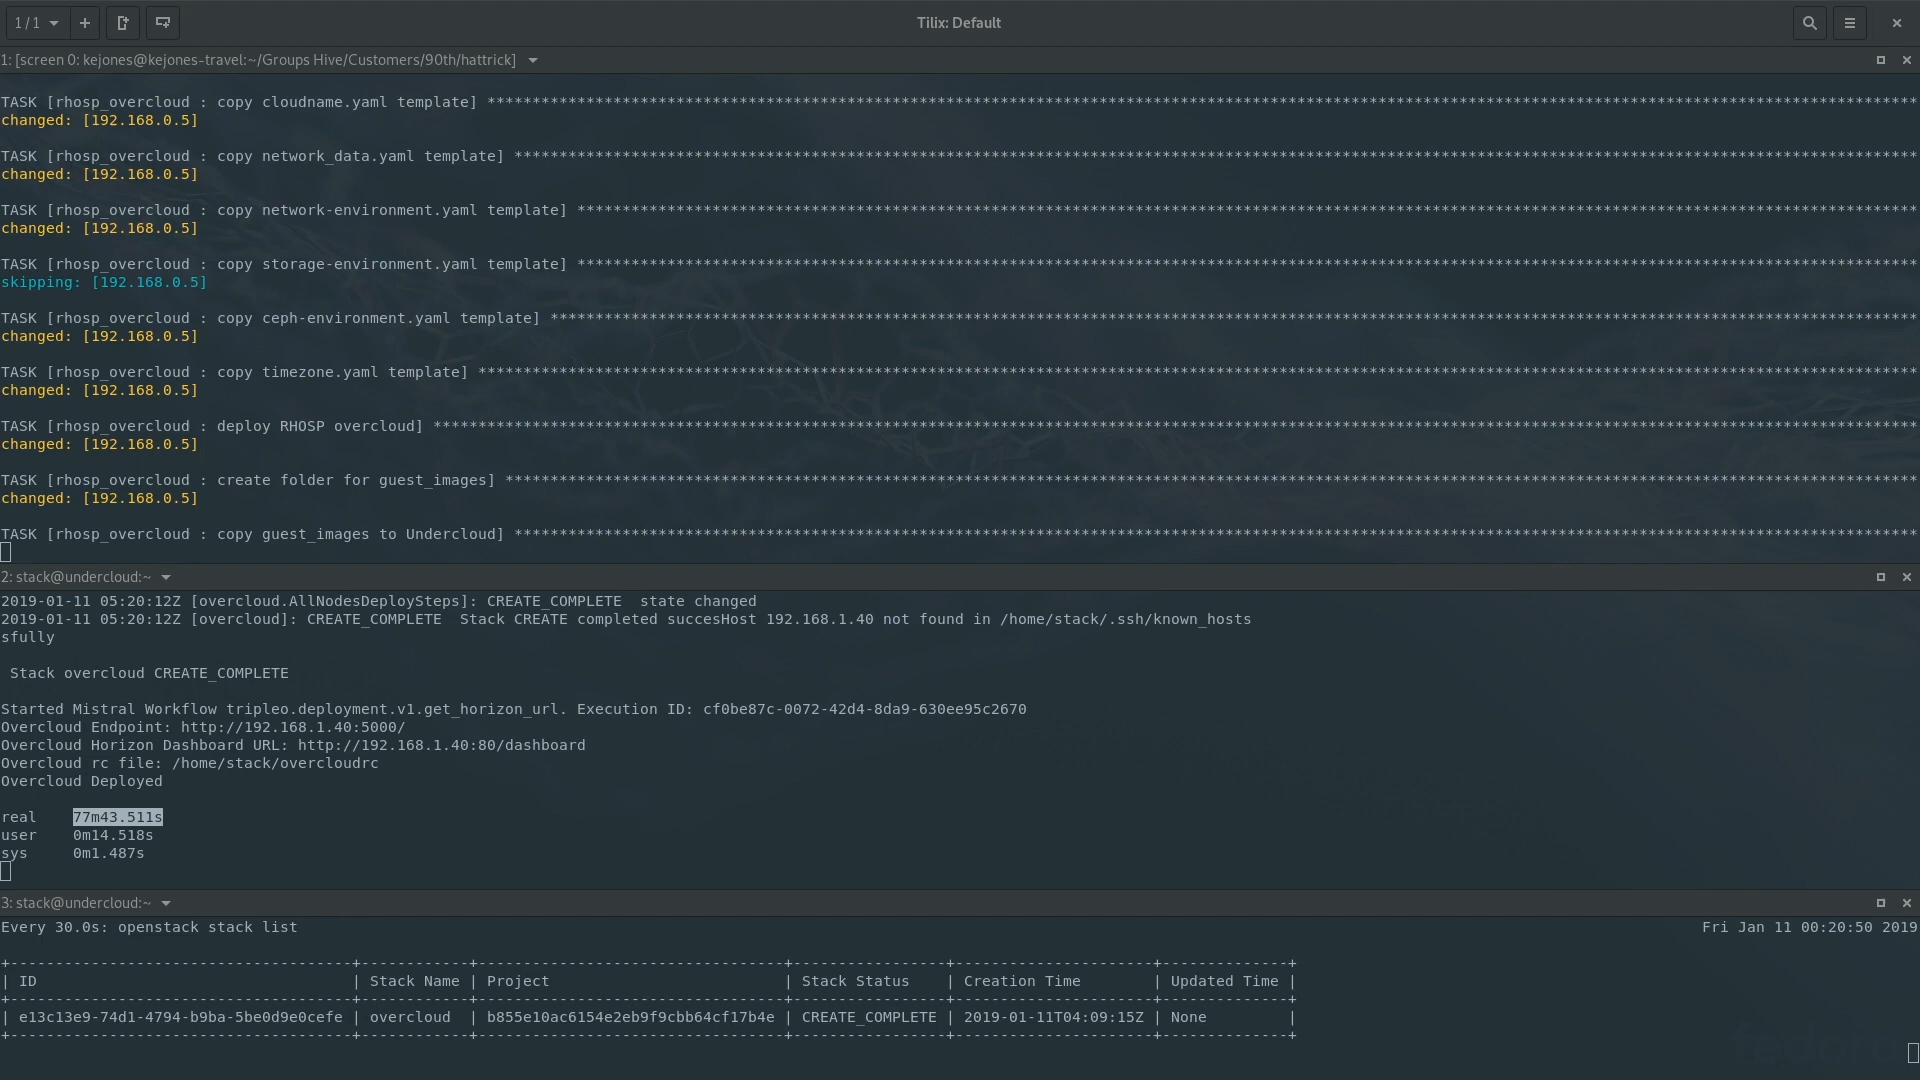 1 / 1
Tilix: Default
1: [screen 0: kejones@kejones-travel:~/Groups Hive/Customers/90th/hattrick]
TASK [rhosp_overcloud : copy cloudname.yaml template] ***************************************************************************************************************************************************************
changed: [192.168.0.5]
TASK [rhosp_overcloud : copy network_data.yaml template] ************************************************************************************************************************************************************
changed: [192.168.0.5]
TASK [rhosp_overcloud : copy network-environment.yaml template] *****************************************************************************************************************************************************
changed: [192.168.0.5]
TASK [rhosp_overcloud : copy storage-environment.yaml template] *****************************************************************************************************************************************************
skipping: [192.168.0.5]
TASK [rhosp_overcloud : copy ceph-environment.yaml template] ********************************************************************************************************************************************************
changed: [192.168.0.5]
TASK [rhosp_overcloud : copy timezone.yaml template] ****************************************************************************************************************************************************************
changed: [192.168.0.5]
TASK [rhosp_overcloud : deploy RHOSP overcloud] *********************************************************************************************************************************************************************
changed: [192.168.0.5]
TASK [rhosp_overcloud : create folder for guest_images] *************************************************************************************************************************************************************
changed: [192.168.0.5]
TASK [rhosp_overcloud : copy guest_images to Undercloud] ************************************************************************************************************************************************************
2: stack@undercloud:~
2019-01-11 05:20:12Z [overcloud.AllNodesDeploySteps]: CREATE_COMPLETE  state changed
2019-01-11 05:20:12Z [overcloud]: CREATE_COMPLETE  Stack CREATE completed succesHost 192.168.1.40 not found in /home/stack/.ssh/known_hosts
sfully
Stack overcloud CREATE_COMPLETE
Started Mistral Workflow tripleo.deployment.v1.get_horizon_url. Execution ID: cf0be87c-0072-42d4-8da9-630ee95c2670
Overcloud Endpoint: http://192.168.1.40:5000/
Overcloud Horizon Dashboard URL: http://192.168.1.40:80/dashboard
Overcloud rc file: /home/stack/overcloudrc
Overcloud Deployed
real    77m43.511s
user    0m14.518s
sys     0m1.487s
3: stack@undercloud:~
Every 30.0s: openstack stack list    Fri Jan 11 00:20:50 2019
+--------------------------------------+------------+----------------------------------+-----------------+----------------------+--------------+
| ID                                   | Stack Name | Project                          | Stack Status    | Creation Time        | Updated Time |
+--------------------------------------+------------+----------------------------------+-----------------+----------------------+--------------+
| e13c13e9-74d1-4794-b9ba-5be0d9e0cefe | overcloud  | b855e10ac6154e2eb9f9cbb64cf17b4e | CREATE_COMPLETE | 2019-01-11T04:09:15Z | None         |
+--------------------------------------+------------+----------------------------------+-----------------+----------------------+--------------+